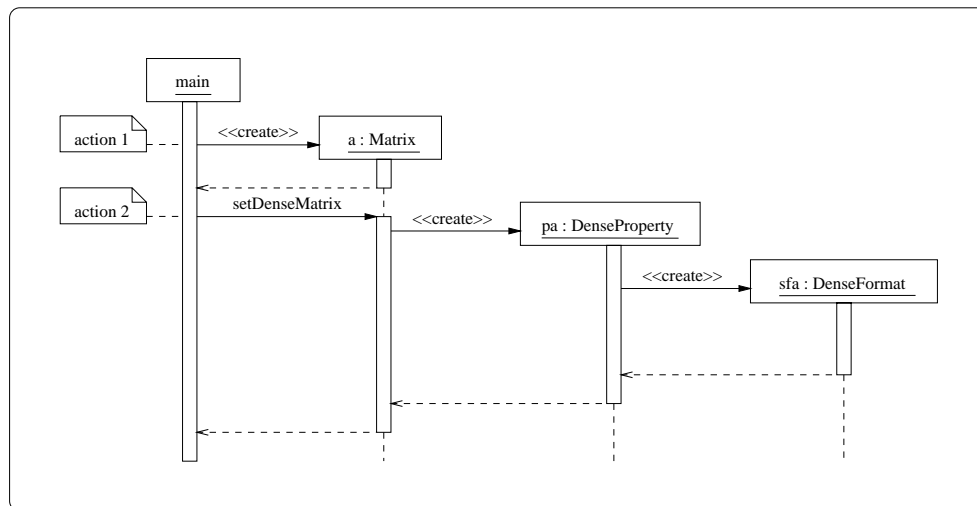 main
action 1
<<create>>
a : Matrix
action 2
setDenseMatrix
<<create>>
pa : DenseProperty
<<create>>
sfa : DenseFormat